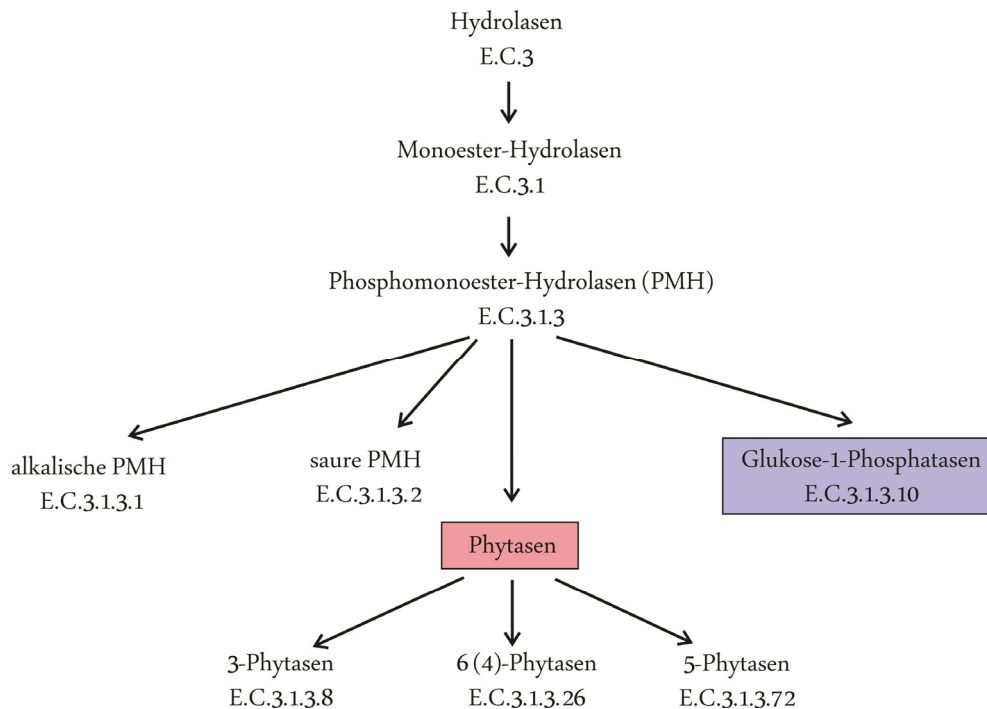 Hydrolasen
E.C.3
Monoester-Hydrolasen
E.C.3.1
Phosphomonoester-Hydrolasen (PMH)
E.C.3.1.3
alkalische PMH
E.C.3.1.3.1
saure PMH
E.C.3.1.3.2
Glukose-1-Phosphatasen
E.C.3.1.3.10
Phytasen
3-Phytasen
E.C.3.1.3.8
6(4)-Phytasen
E.C.3.1.3.26
5-Phytasen
E.C.3.1.3.72